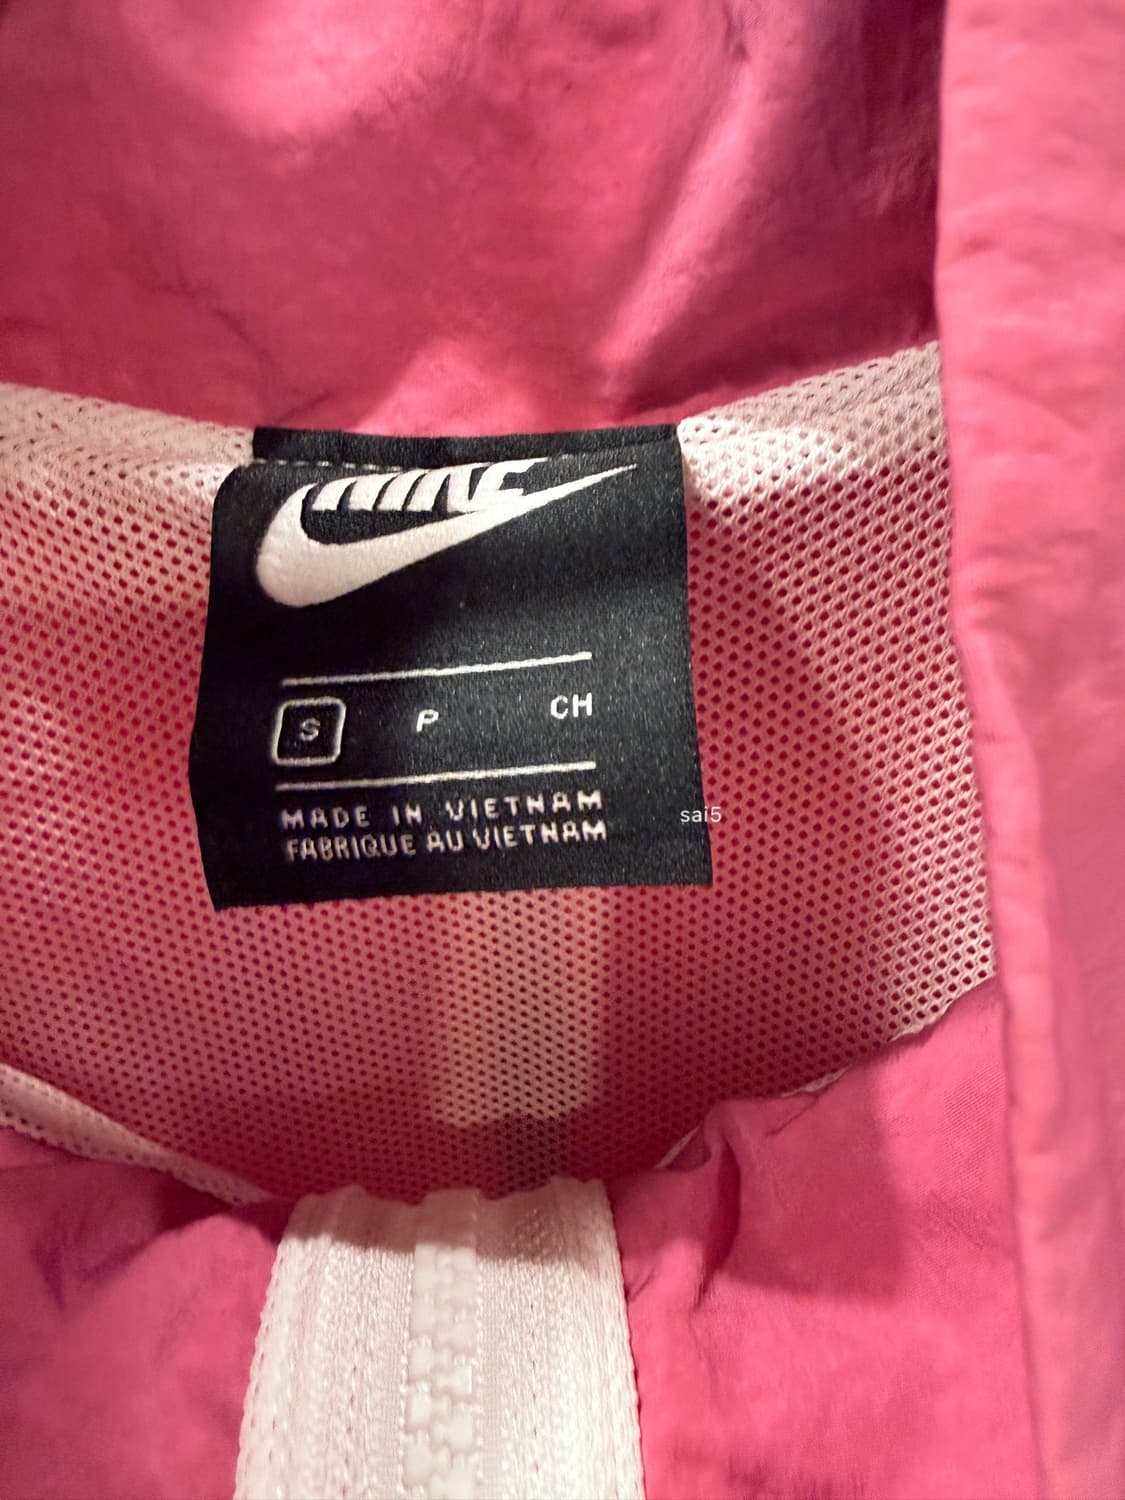 NIKE
S P CH
MADE IN VIETNAM
FABRIQUE AU VIETNAM
sai5